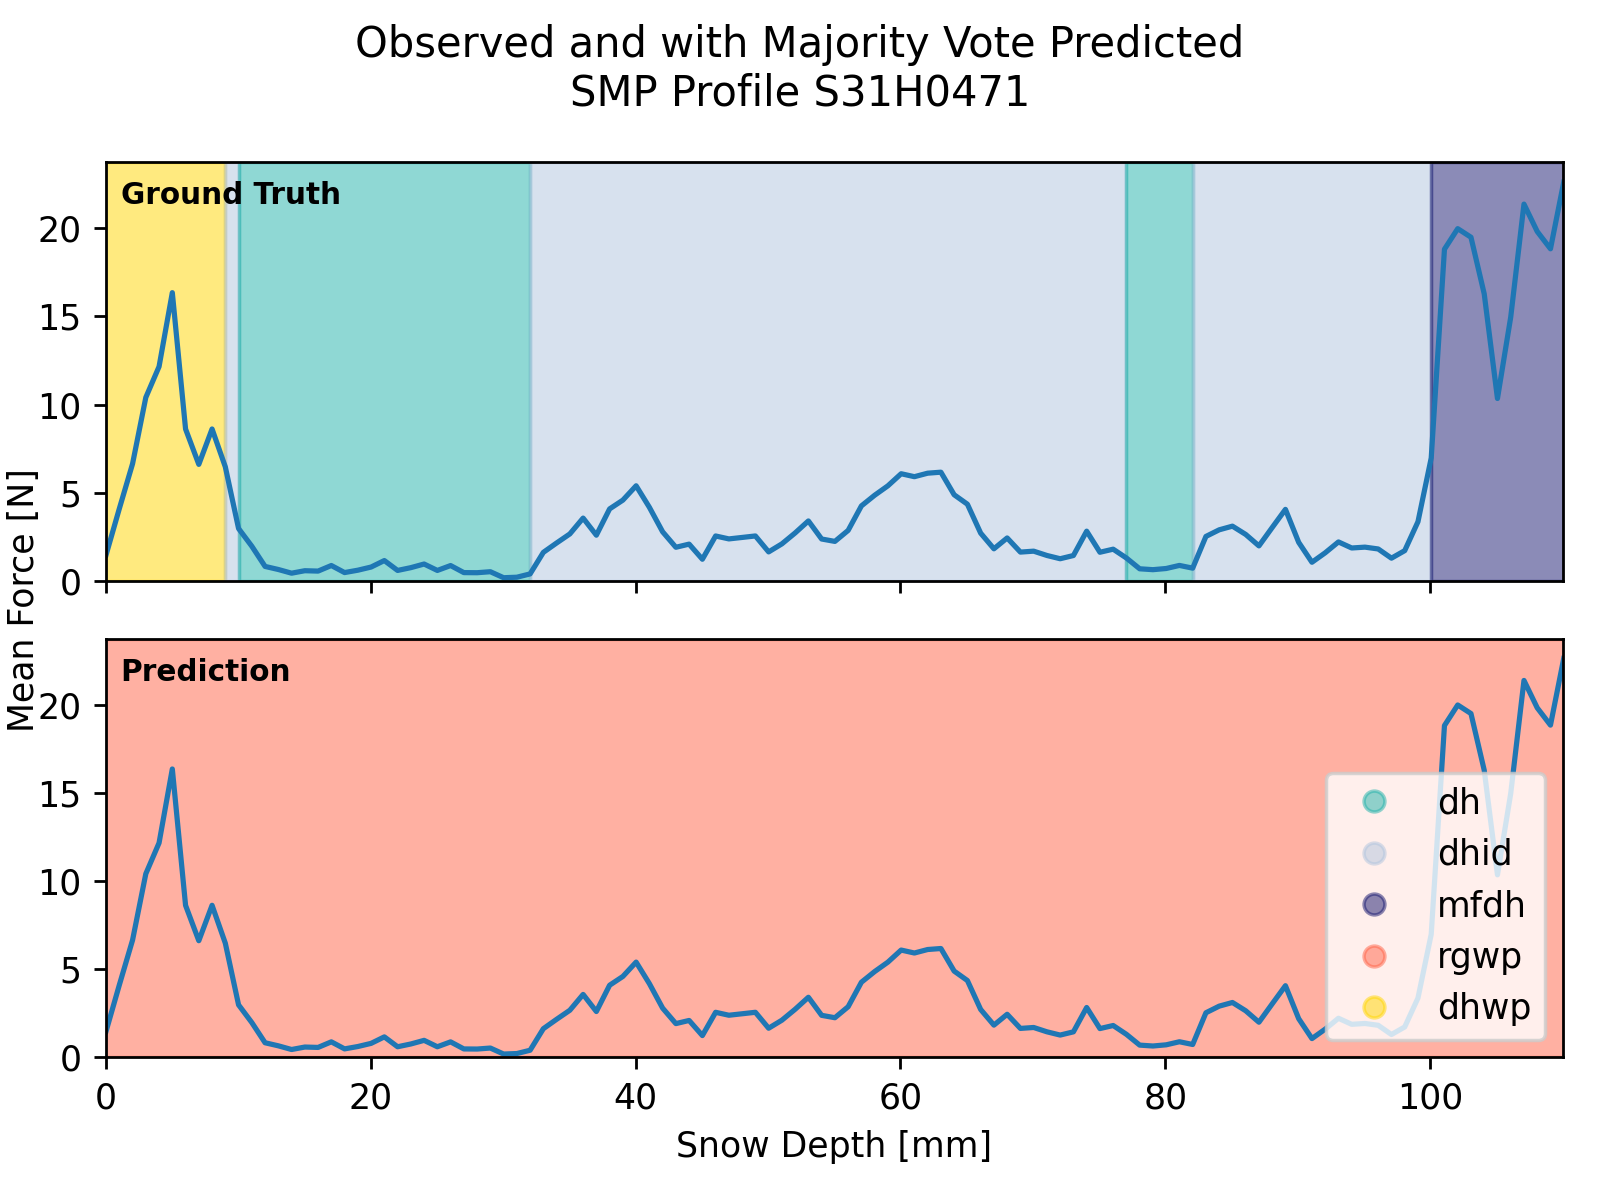 Observed and with Majority Vote Predicted
SMP Profile S31H0471
Ground Truth
20
15
10
5
0
Mean Force [N]
Prediction
20
15
10
5
0
dh
dhid
mfdh
rgwp
dhwp
0 20 40 60 80 100
Snow Depth [mm]